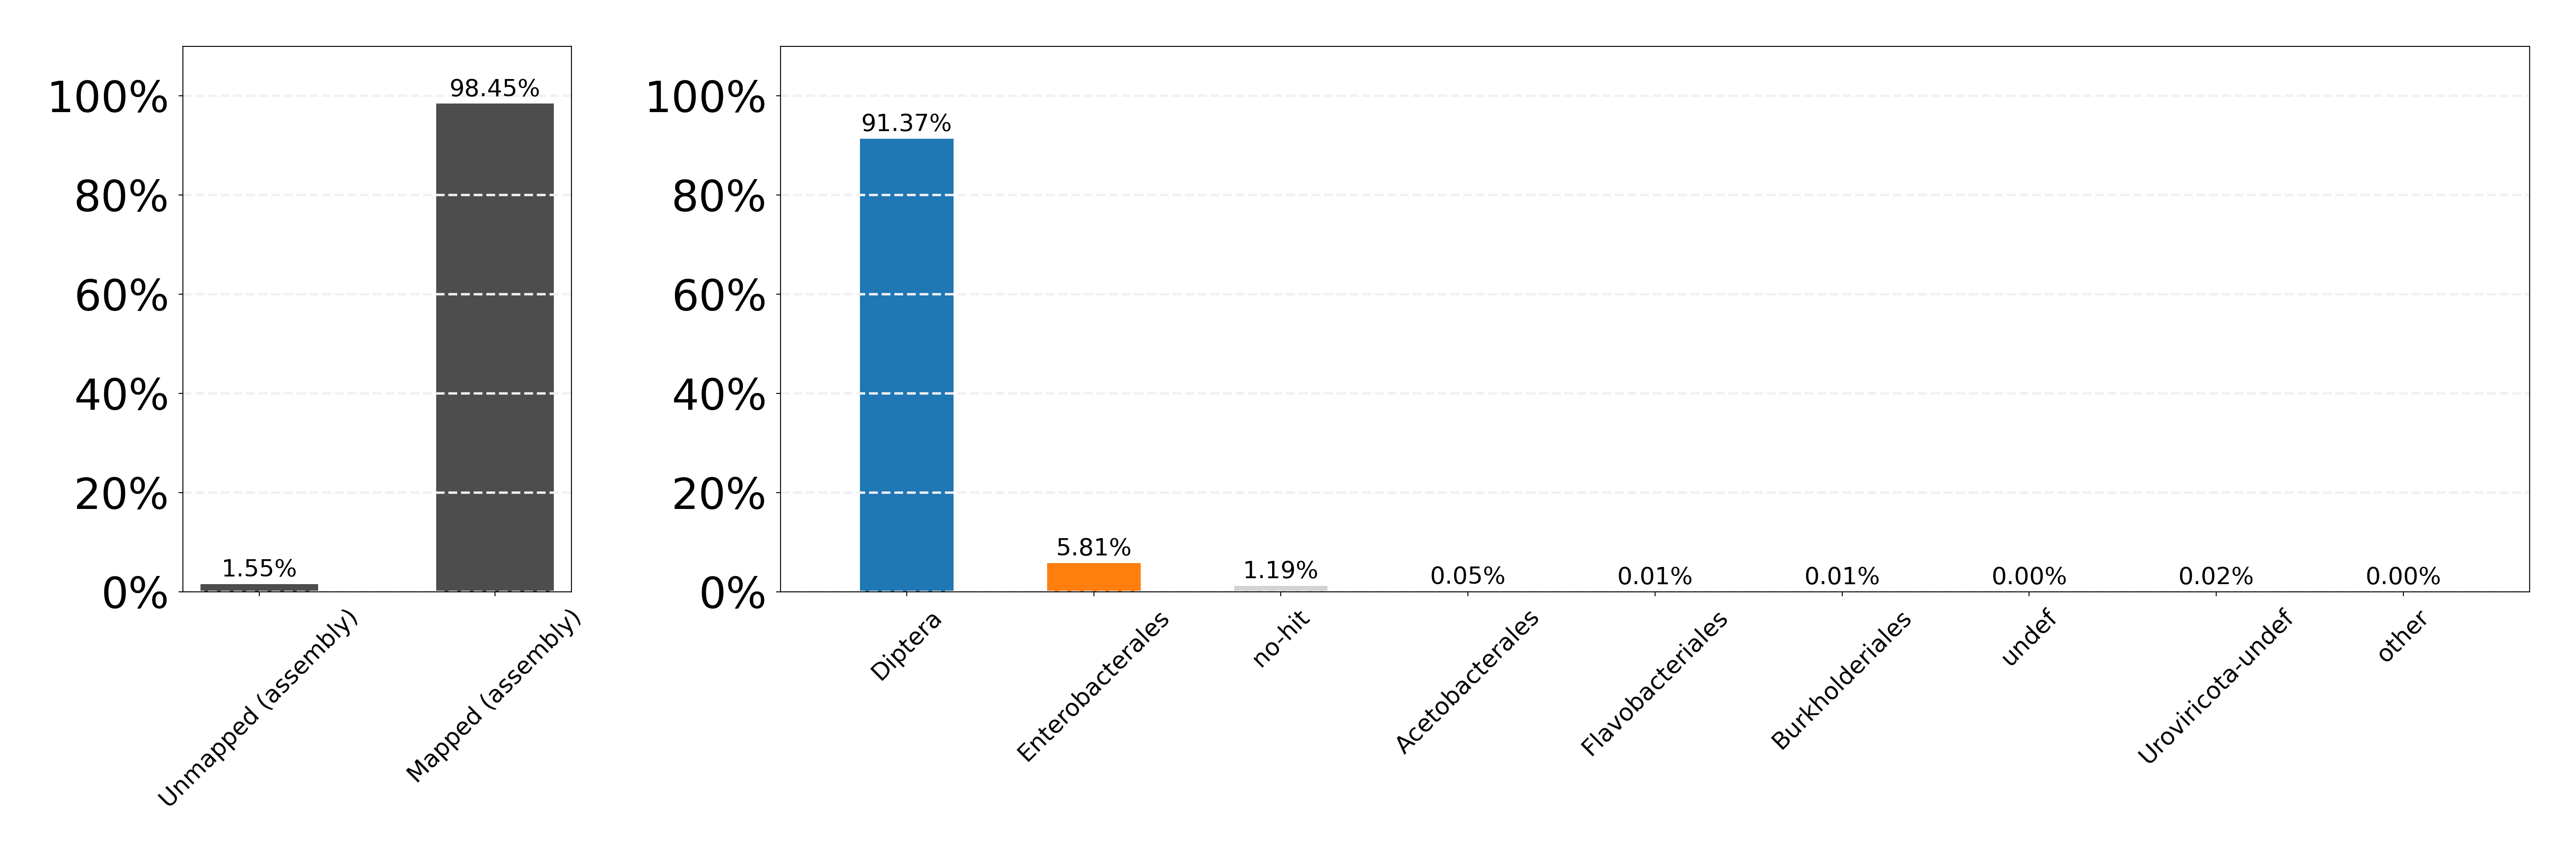 100%
80%
60%
40%
20%
0%
1.55%
98.45%
Unmapped (assembly)
Mapped (assembly)
100%
80%
60%
40%
20%
0%
91.37%
5.81%
1.19%
0.05%
0.01%
0.01%
0.00%
0.02%
0.00%
Diptera
Enterobacterales
no-hit
Acetobacterales
Flavobacteriales
Burkholderiales
undef
Uroviricota-undef
other